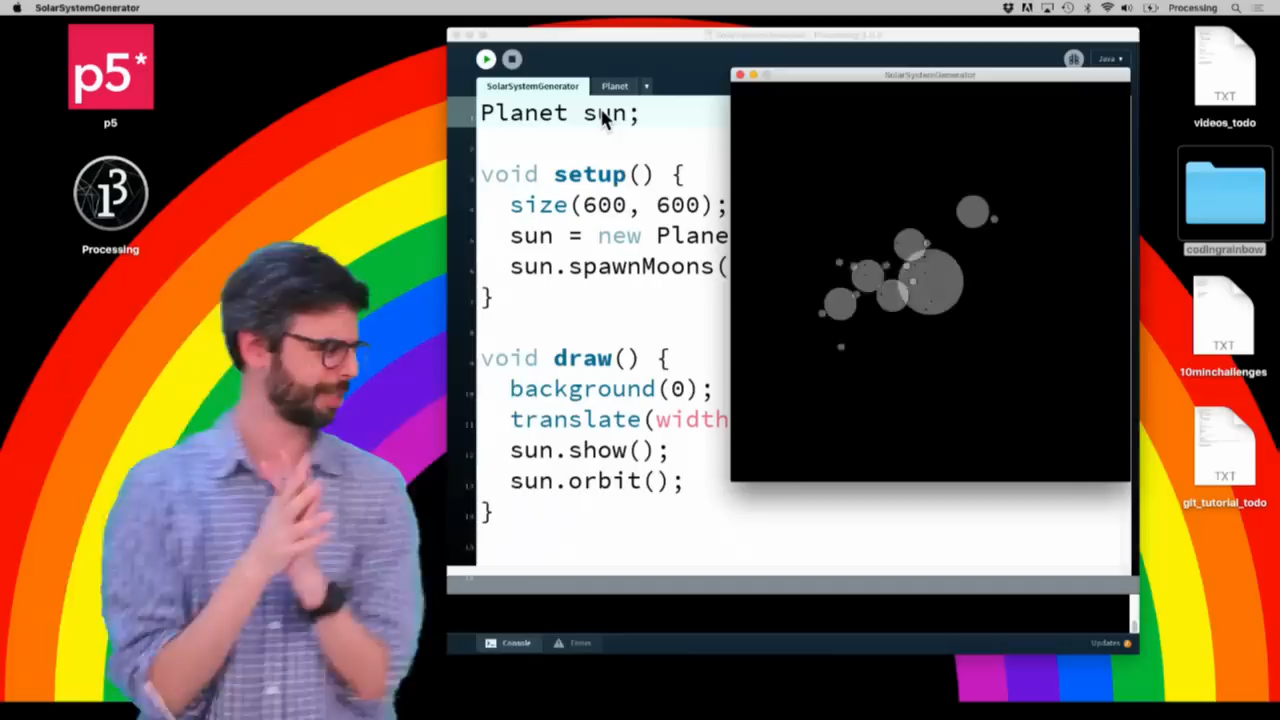 SolarSystemGenerator
Processing
p5*
p5
Processing
SolarSystemGenerator
Planet
Java
SolarSystemGenerator
Planet sun;
void setup() {
size(600, 600);
sun = new Plane
sun.spawnMoons(
}
void draw() {
background(0);
translate(width
sun.show();
sun.orbit();
}
Console
Errors
Updates
TXT
videos_todo
codingrainbow
TXT
10minchallenges
TXT
git_tutorial_todo